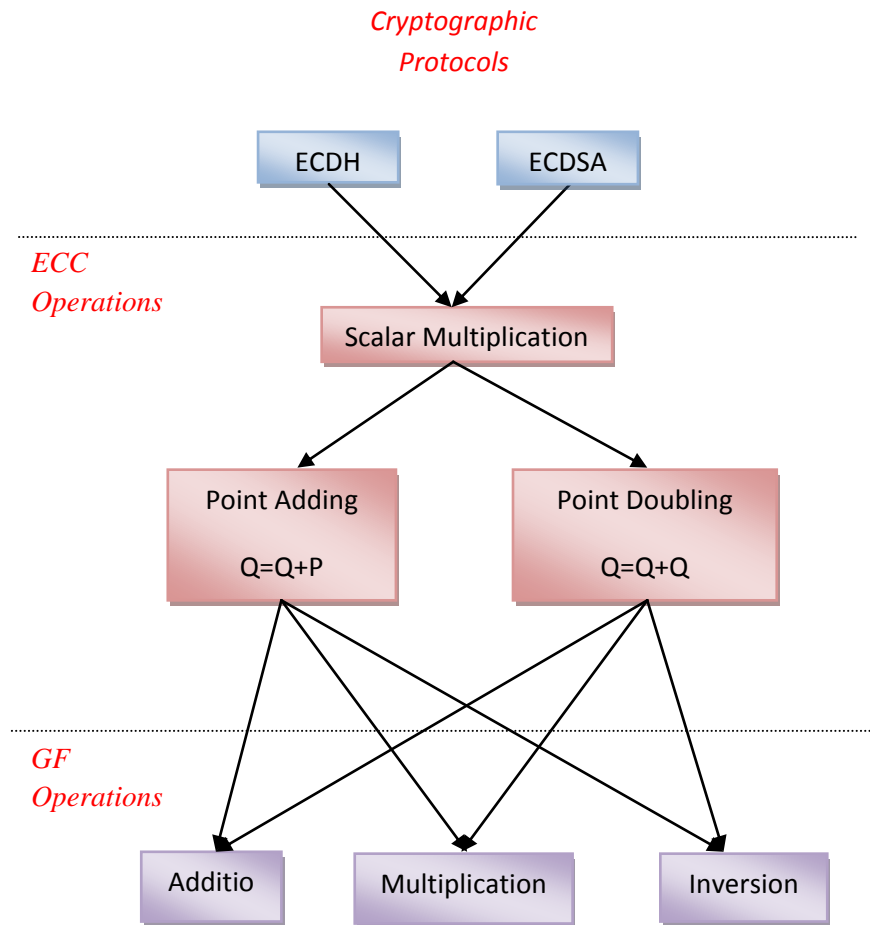 Cryptographic
Protocols
ECDH
ECDSA
ECC
Operations
Scalar Multiplication
Point Adding
Q=Q+P
Point Doubling
Q=Q+Q
GF
Operations
Additio
Multiplication
Inversion